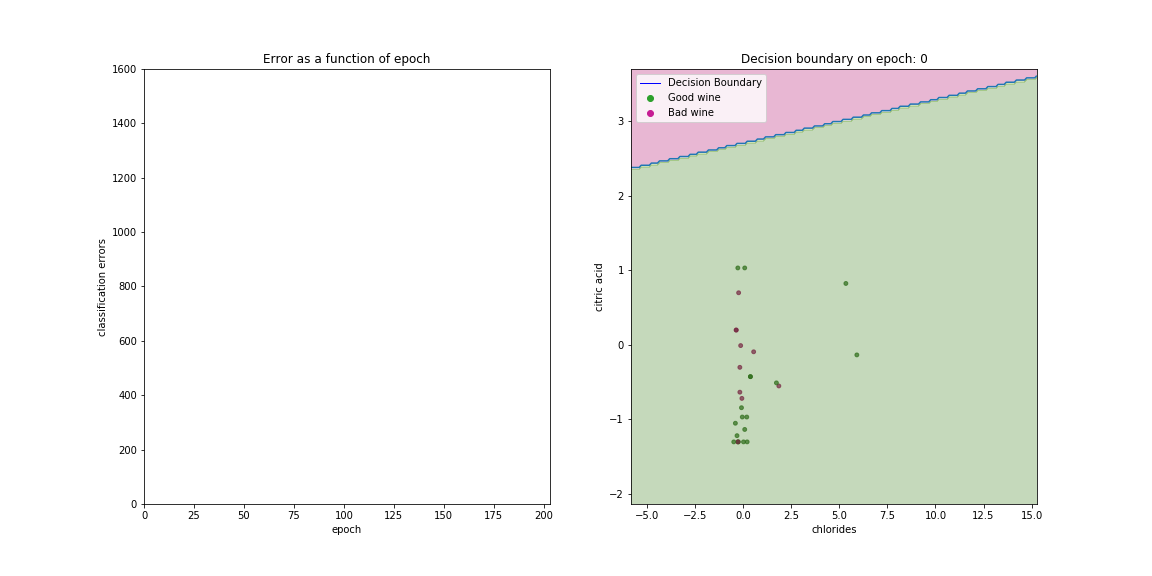 Error as a function of epoch
1600
1400
1200
1000
800
600
400
200
0
classification errors
0 25 50 75 100 125 150 175 200
epoch
Decision boundary on epoch: 0
Decision Boundary
Good wine
Bad wine
3
2
1
0
−1
−2
citric acid
−5.0 −2.5 0.0 2.5 5.0 7.5 10.0 12.5 15.0
chlorides